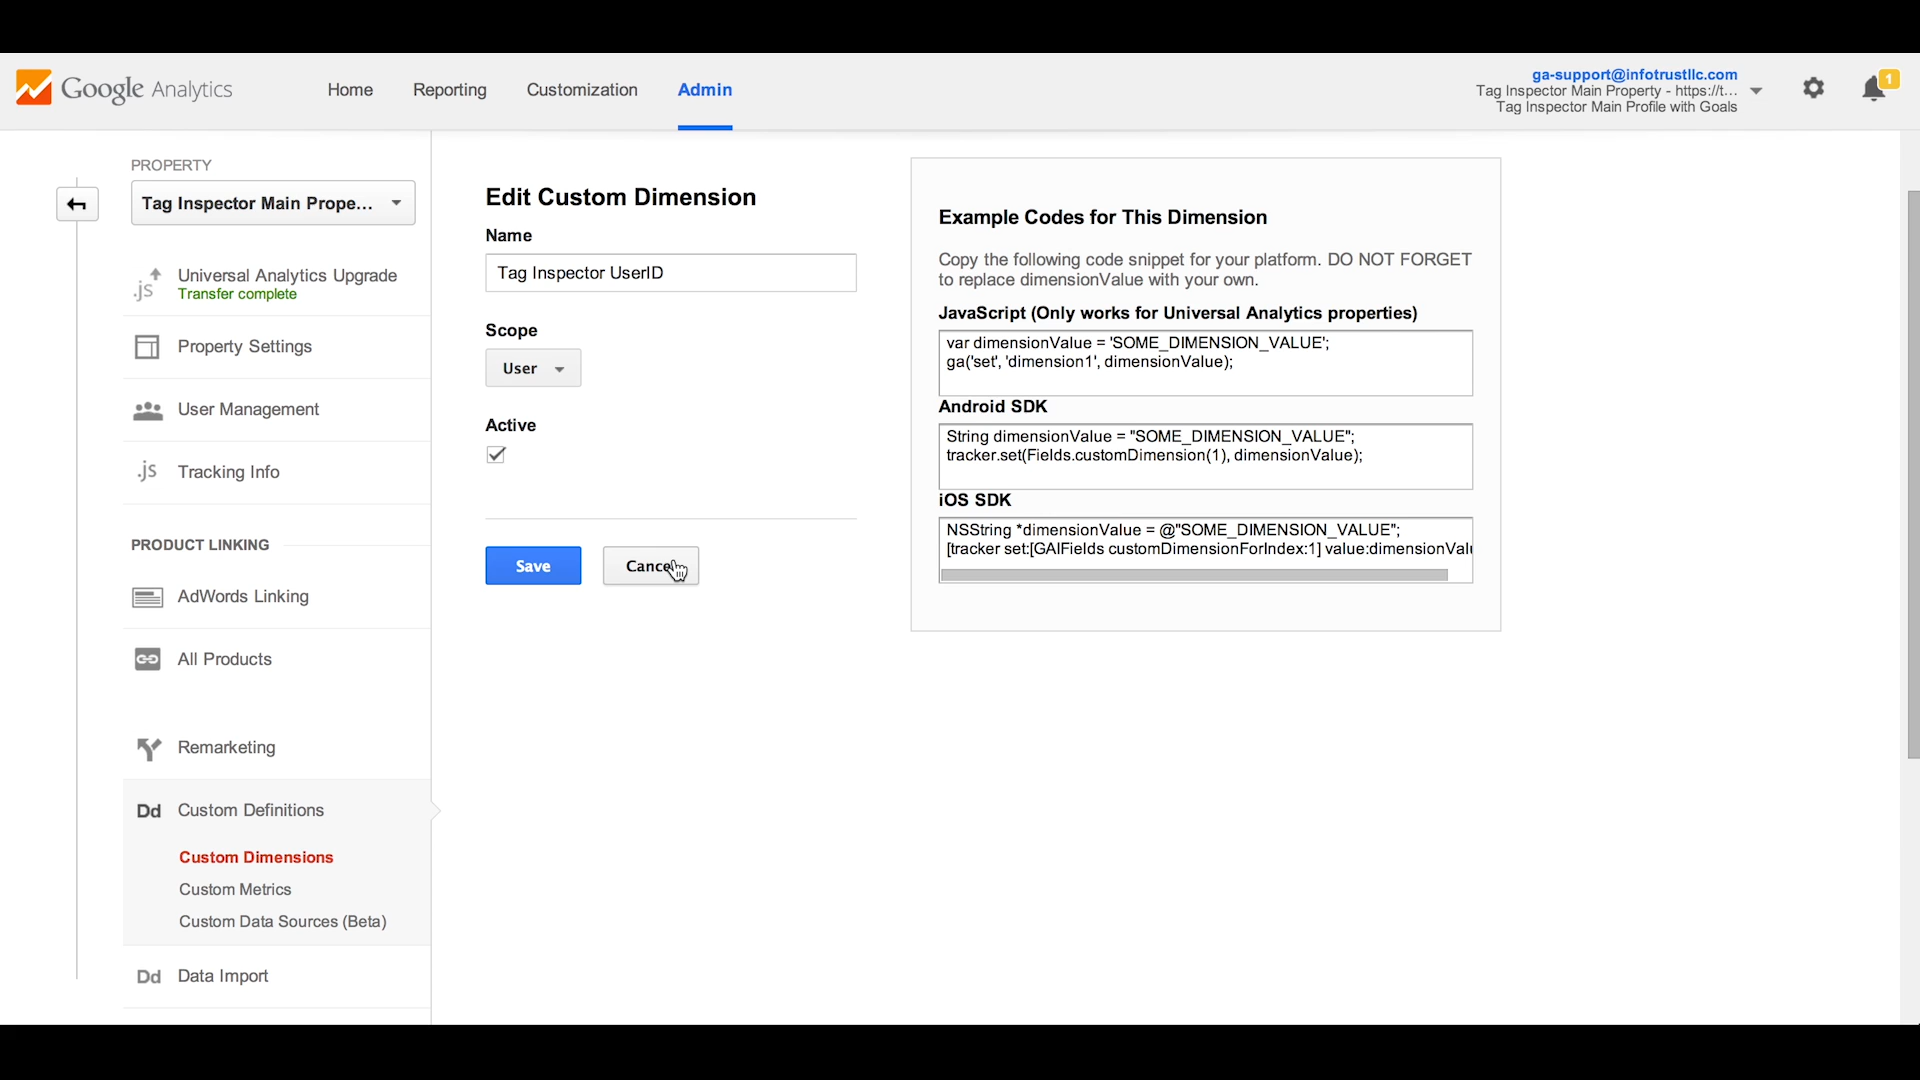 Google Analytics
Home
Reporting
Customization
Admin
ga-support@infotrustllc.com
Tag Inspector Main Property - https://t...
Tag Inspector Main Profile with Goals
1
PROPERTY
Tag Inspector Main Prope...
.js
Universal Analytics Upgrade
Transfer complete
Property Settings
User Management
.js
Tracking Info
PRODUCT LINKING
AdWords Linking
All Products
Remarketing
Dd
Custom Definitions
Custom Dimensions
Custom Metrics
Custom Data Sources (Beta)
Dd
Data Import
Edit Custom Dimension
Name
Tag Inspector UserID
Scope
User
Active
Save
Cancel
Example Codes for This Dimension
Copy the following code snippet for your platform. DO NOT FORGET
to replace dimensionValue with your own.
JavaScript (Only works for Universal Analytics properties)
var dimensionValue = 'SOME_DIMENSION_VALUE';
ga('set', 'dimension1', dimensionValue);
Android SDK
String dimensionValue = "SOME_DIMENSION_VALUE";
tracker.set(Fields.customDimension(1), dimensionValue);
iOS SDK
NSString *dimensionValue = @"SOME_DIMENSION_VALUE";
[tracker set:[GAIFields customDimensionForIndex:1] value:dimensionVal